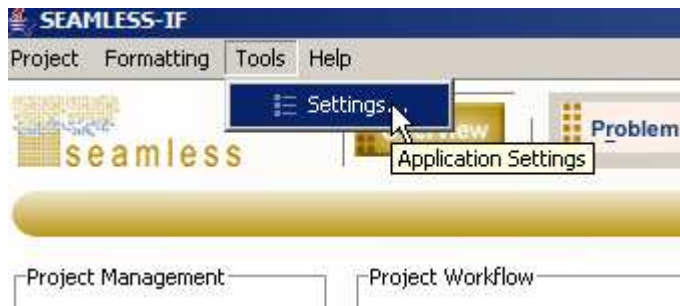 SEAMLESS-IF
Project Formatting Tools Help
Settings...
seamless
Problem
Application Settings
Project Management
Project Workflow